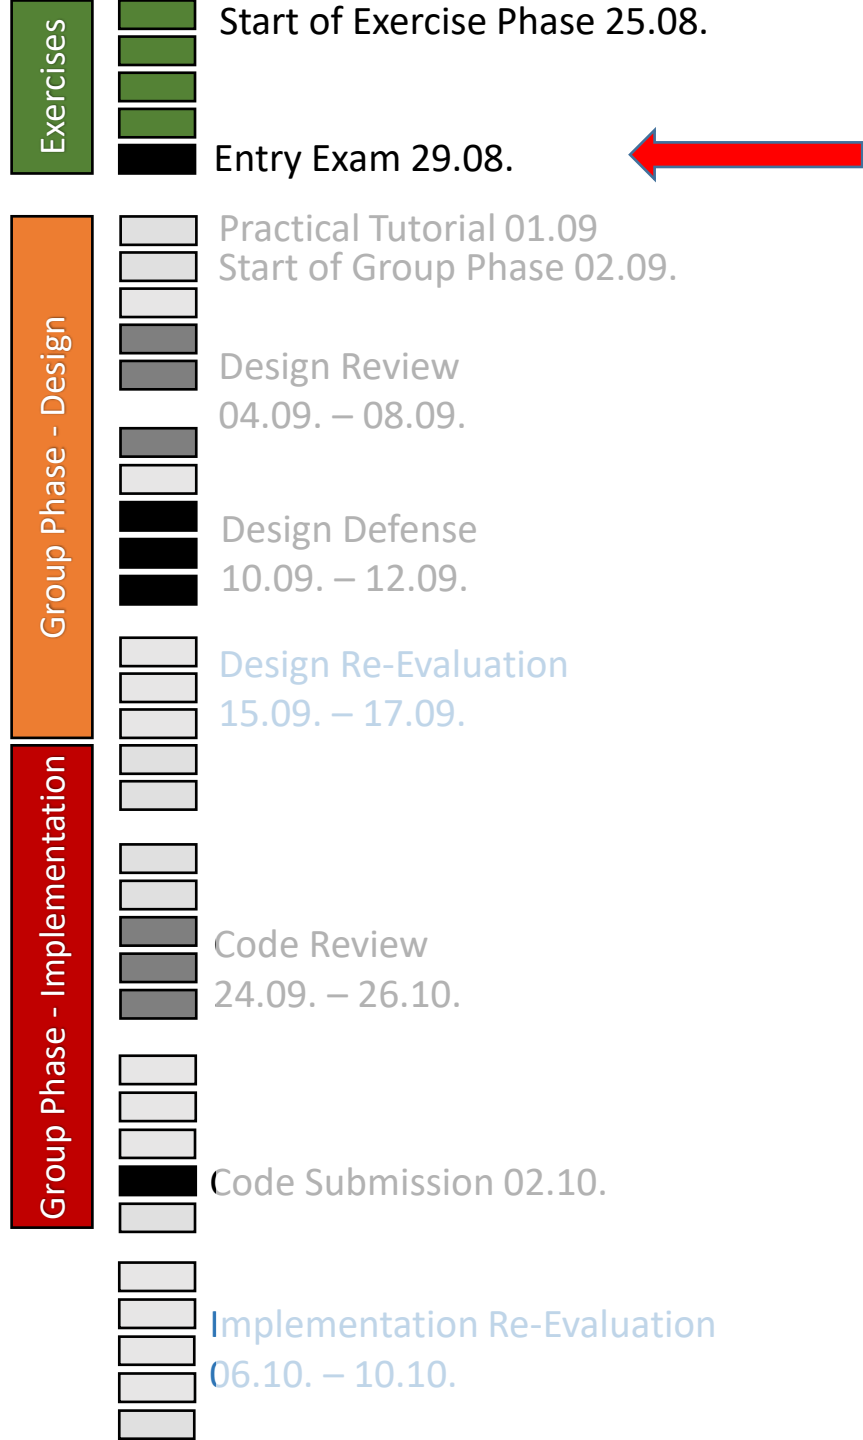 Exercises
Start of Exercise Phase 25.08.
Entry Exam 29.08.
Group Phase - Design
Practical Tutorial 01.09
Start of Group Phase 02.09.
Design Review
04.09. – 08.09.
Design Defense
10.09. – 12.09.
Design Re-Evaluation
15.09. – 17.09.
Group Phase - Implementation
Code Review
24.09. – 26.10.
Code Submission 02.10.
Implementation Re-Evaluation
06.10. – 10.10.